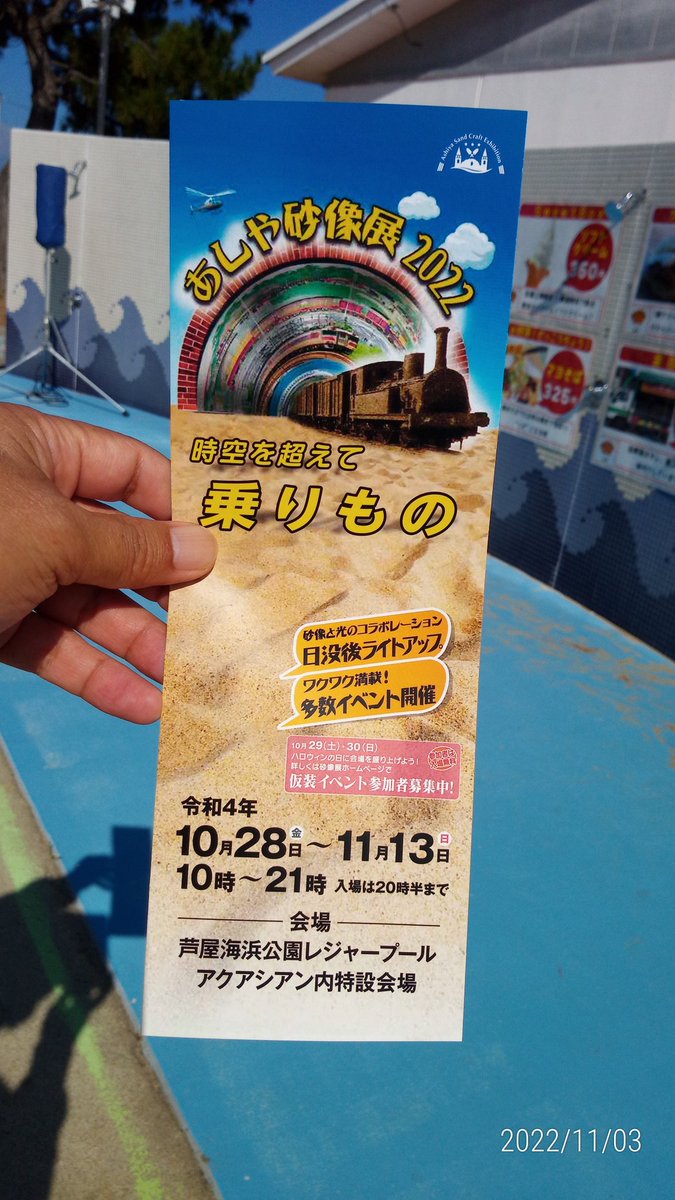 Ashiya Sand Craft Exhibition
あしや砂像展 2022
時空を超えて
乗りもの
砂像と光のコラボレーション
日没後ライトアップ。
ワクワク満載!
多数イベント開催
10月29(土)・30(日)
ハロウィンの日に会場を盛り上げよう!
詳しくは砂像展ホームページで
仮装イベント参加者募集中!
令和4年
10月28日金〜11月13日日
10時〜21時 入場は20時半まで
会場
芦屋海浜公園レジャープール
アクアシアン内特設会場
2022/11/03